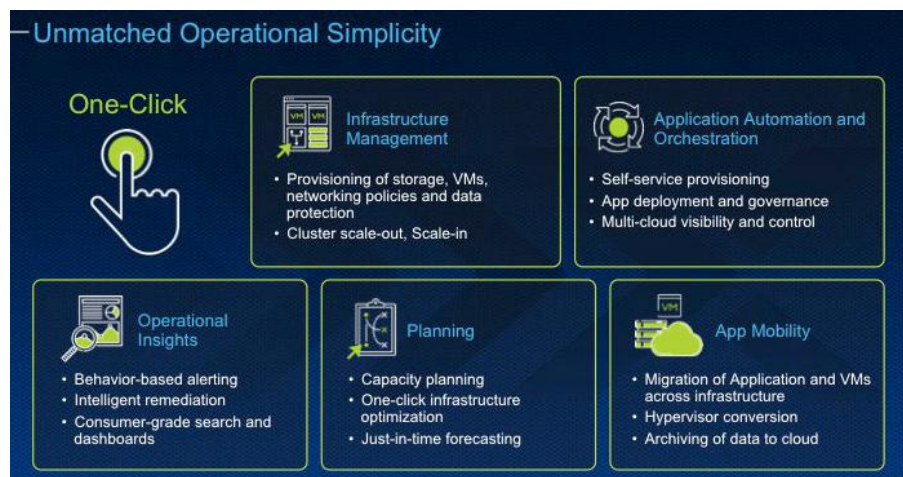 Unmatched Operational Simplicity
One-Click
VM VM
Infrastructure
Management
• Provisioning of storage, VMs,
networking policies and data
protection
• Cluster scale-out, Scale-in
Application Automation and
Orchestration
• Self-service provisioning
• App deployment and governance
• Multi-cloud visibility and control
Operational
Insights
• Behavior-based alerting
• Intelligent remediation
• Consumer-grade search and
dashboards
Planning
• Capacity planning
• One-click infrastructure
optimization
• Just-in-time forecasting
VM
App Mobility
• Migration of Application and VMs
across infrastructure
• Hypervisor conversion
• Archiving of data to cloud